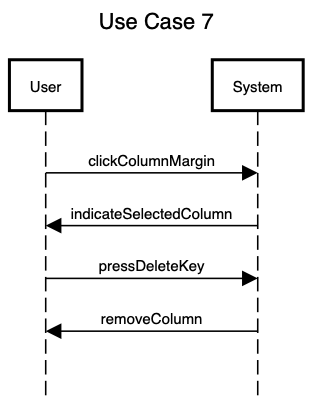 Use Case 7
User
System
clickColumnMargin
indicateSelectedColumn
pressDeleteKey
removeColumn